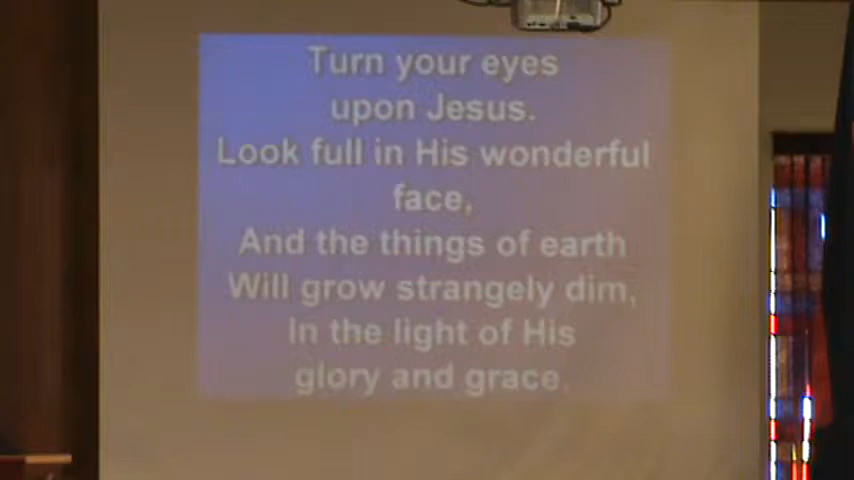 Turn your eyes
upon Jesus.
Look full in His wonderful
face,
And the things of earth
Will grow strangely dim,
In the light of His
glory and grace.